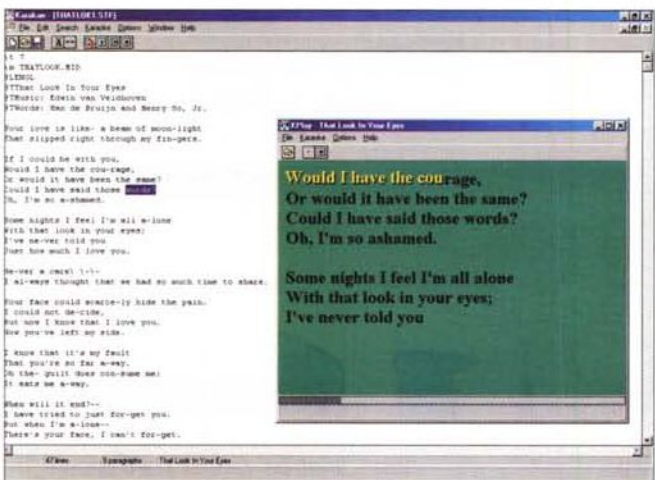 Karakan - [THATLOK1.STF]
File Edit Search Karaoke Options Window Help
#t 7
#m THATLOOK.MID
@LENGL
@TThat Look In Your Eyes
@TMusic: Edwin van Veldhoven
@TWords: Han de Bruijn and Henry So, Jr.
Your love is like- a beam of moon-light
That slipped right through my fin-gers.
If I could be with you,
Would I have the cou-rage,
Or would it have been the same?
Could I have said those words?
Oh, I'm so a-shamed.
Some nights I feel I'm all a-lone
With that look in your eyes;
I've ne-ver told you
Just how much I love you.
Ne-ver a care\ \-\-
I al-ways thought that we had so much time to share.
Your face could scarce-ly hide the pain.
I could not de-cide,
But now I know that I love you.
Now you've left my side.
I know that it's my fault
That you're so far a-way,
Oh the- guilt does con-sume me;
It eats me a-way.
When will it end?--
I have tried to just for-get you.
But when I'm a-lone--
There's your face, I can't for-get.
47 lines 9 paragraphs That Look In Your Eyes
KPlay - That Look In Your Eyes
File Karaoke Options Help
Would I have the courage,
Or would it have been the same?
Could I have said those words?
Oh, I'm so ashamed.
Some nights I feel I'm all alone
With that look in your eyes;
I've never told you